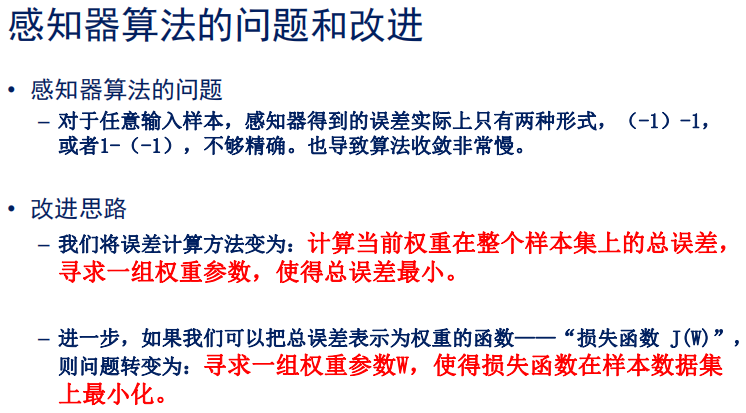 感知器算法的问题和改进
• 感知器算法的问题
– 对于任意输入样本，感知器得到的误差实际上只有两种形式，（-1）-1，
或者1-（-1），不够精确。也导致算法收敛非常慢。
• 改进思路
– 我们将误差计算方法变为：计算当前权重在整个样本集上的总误差，
寻求一组权重参数，使得总误差最小。
– 进一步，如果我们可以把总误差表示为权重的函数——“损失函数 J(W)”，
则问题转变为：寻求一组权重参数W，使得损失函数在样本数据集
上最小化。